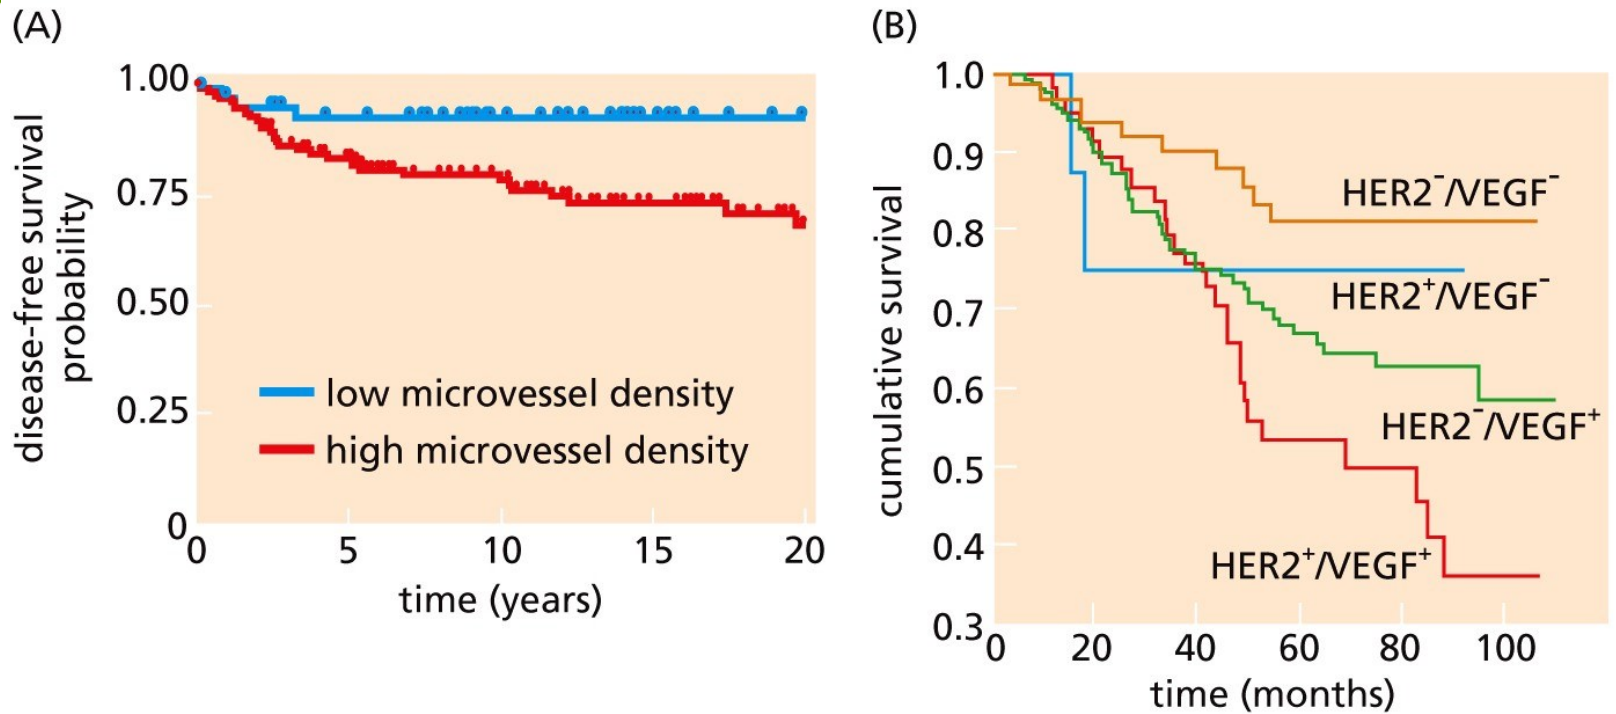 (A)
disease-free survival
probability
1.00
0.75
0.50
0.25
0
low microvessel density
high microvessel density
0 5 10 15 20
time (years)
(B)
cumulative survival
1.0
0.9
0.8
0.7
0.6
0.5
0.4
0.3
HER2⁻/VEGF⁻
HER2⁺/VEGF⁻
HER2⁻/VEGF⁺
HER2⁺/VEGF⁺
0 20 40 60 80 100
time (months)